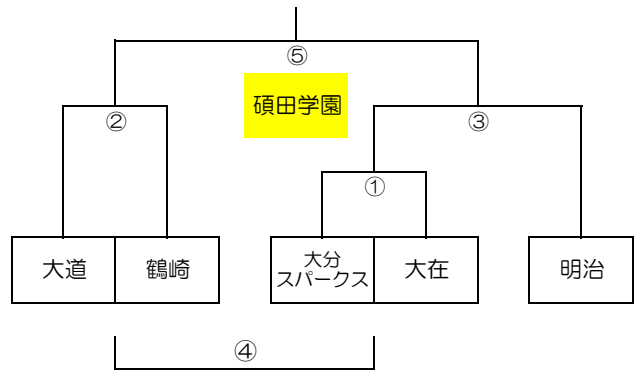 ⑤
碩田学園
②
③
①
大道
鶴崎
大分
スパークス
大在
明治
④